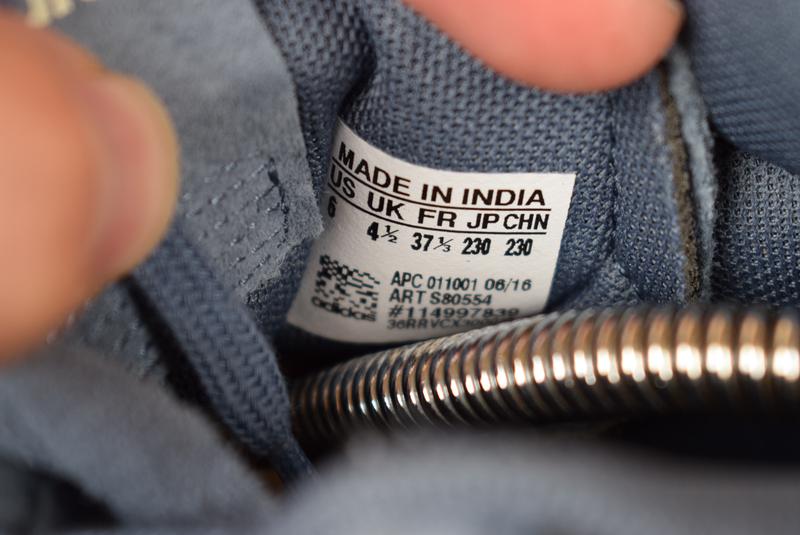 MADE IN INDIA
US UK FR JP CHN
6 4½ 37⅓ 230 230
APC 011001 06/16
ART S80554
#114997839
adidas